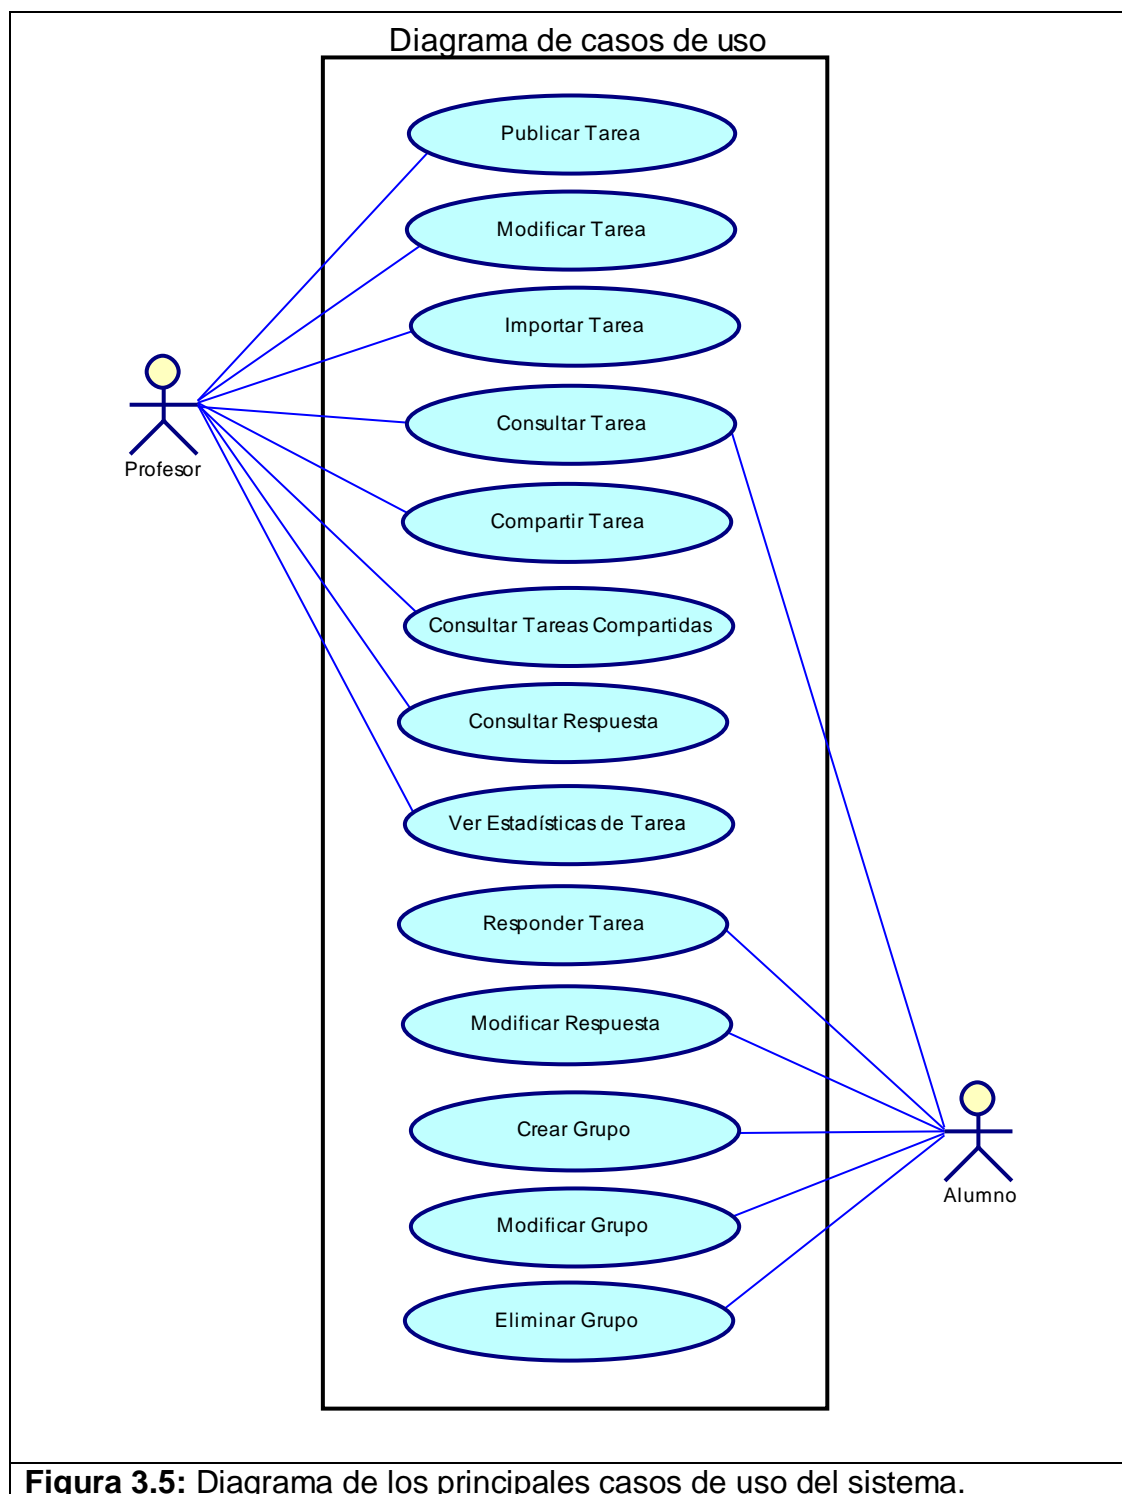 Diagrama de casos de uso
Publicar Tarea
Modificar Tarea
Importar Tarea
Consultar Tarea
Profesor
Compartir Tarea
Consultar Tareas Compartidas
Consultar Respuesta
Ver Estadísticas de Tarea
Responder Tarea
Modificar Respuesta
Crear Grupo
Alumno
Modificar Grupo
Eliminar Grupo
Figura 3.5: Diagrama de los principales casos de uso del sistema.